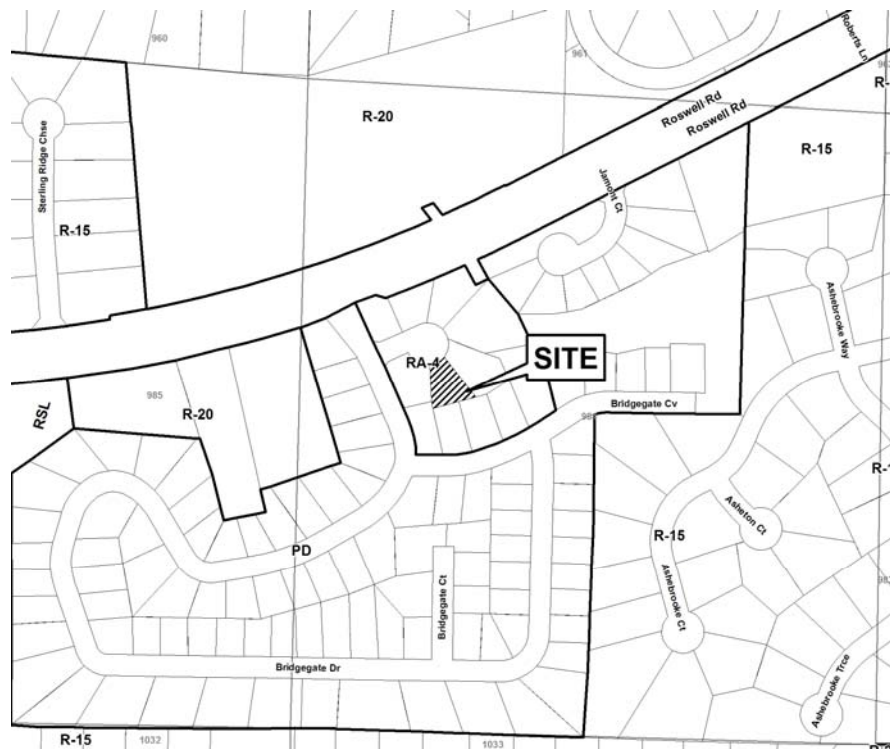 960
961
Roberts Ln
R-20
Roswell Rd
Roswell Rd
R-15
Sterling Ridge Chse
R-15
Jamont Ct
Ashebrooke Way
RA-4
SITE
985
R-20
RSL
Bridgegate Cv
Asheton Ct
R-15
PD
Bridgegate Ct
Ashebrooke Ct
Bridgegate Dr
Ashebrooke Trce
R-15
1032
1033